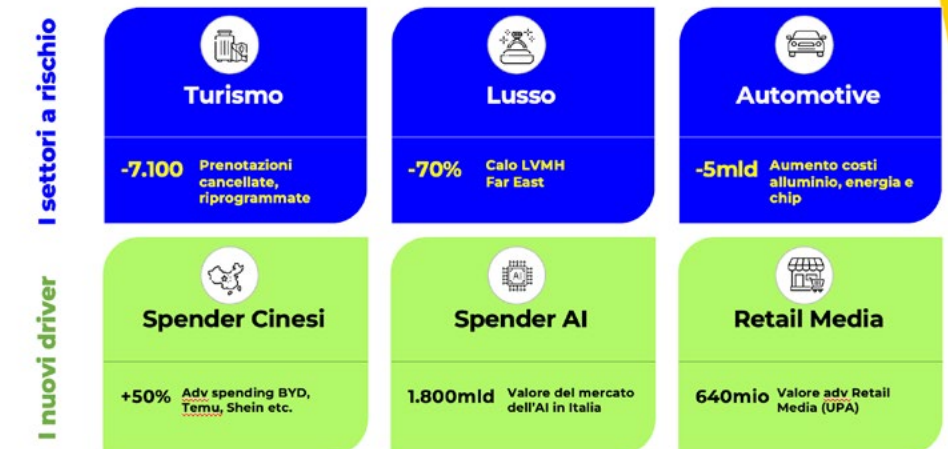 I settori a rischio
Turismo
-7.100
Prenotazioni
cancellate,
riprogrammate
Lusso
-70%
Calo LVMH
Far East
Automotive
-5mld
Aumento costi
alluminio, energia e
chip
I nuovi driver
Spender Cinesi
+50%
Adv spending BYD,
Temu, Shein etc.
AI
Spender AI
1.800mld
Valore del mercato
dell'AI in Italia
Retail Media
640mio
Valore adv Retail
Media (UPA)